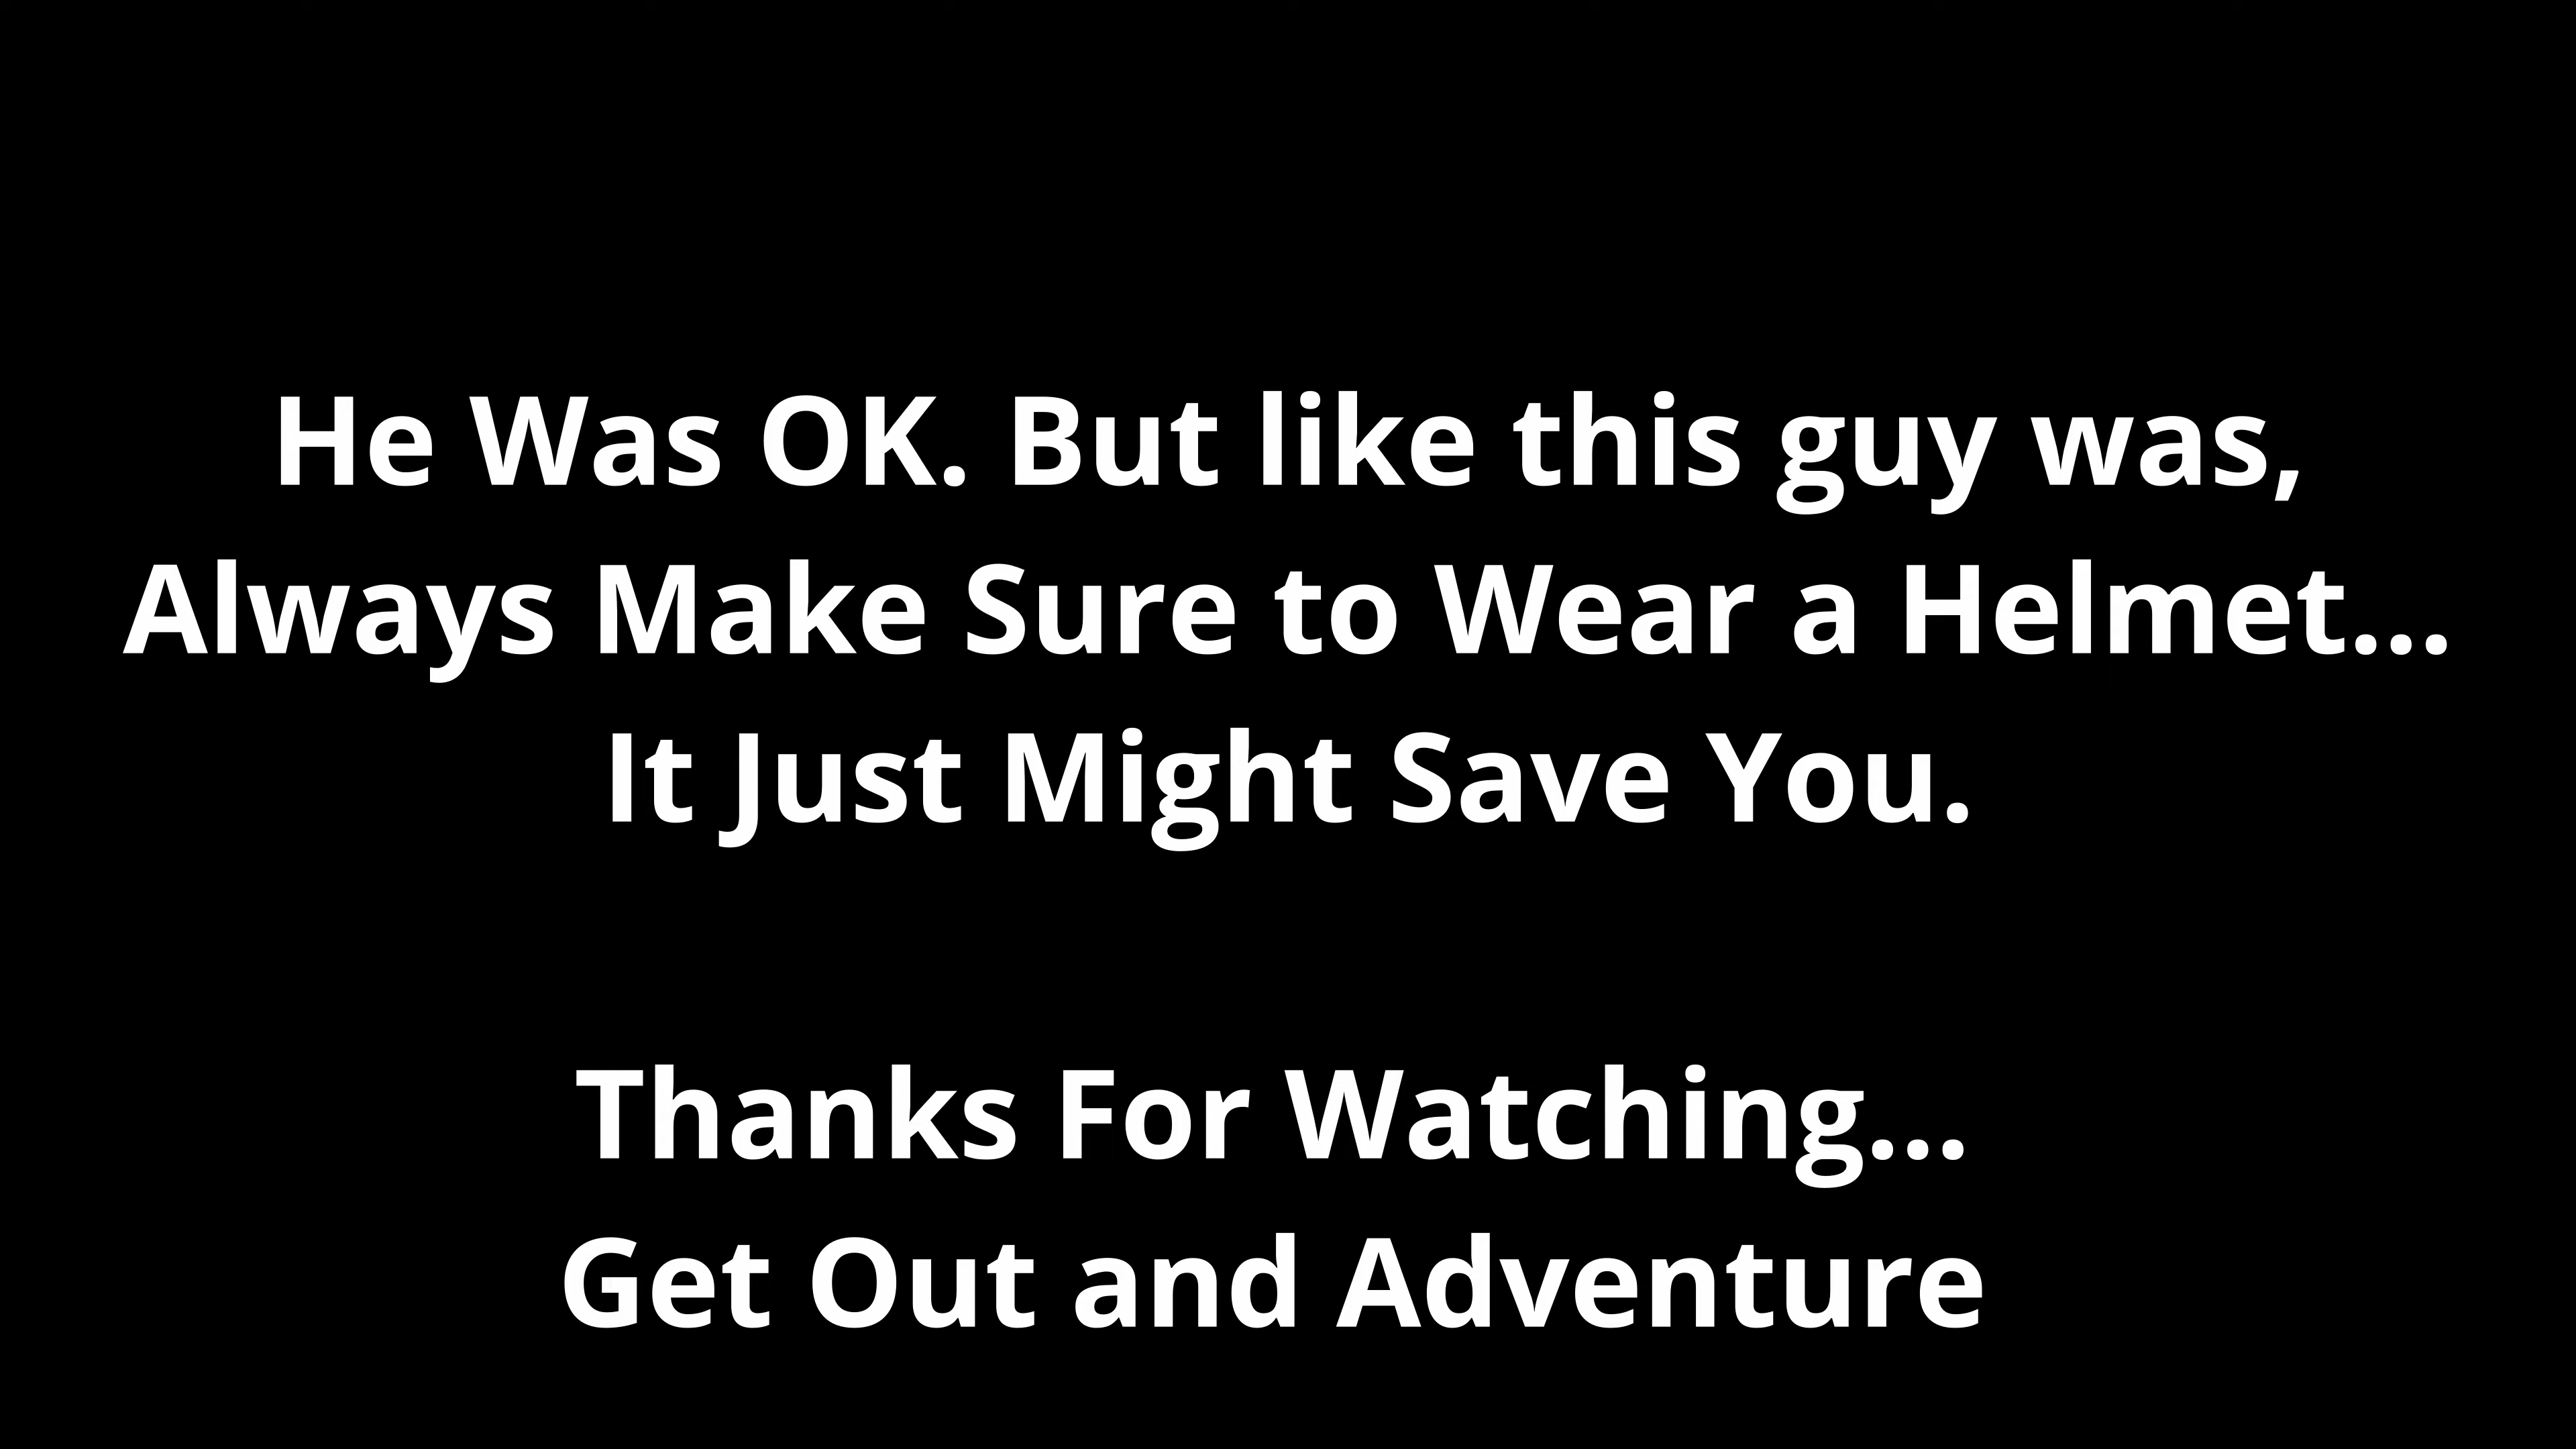 He Was OK. But like this guy was,
Always Make Sure to Wear a Helmet...
It Just Might Save You.
Thanks For Watching...
Get Out and Adventure